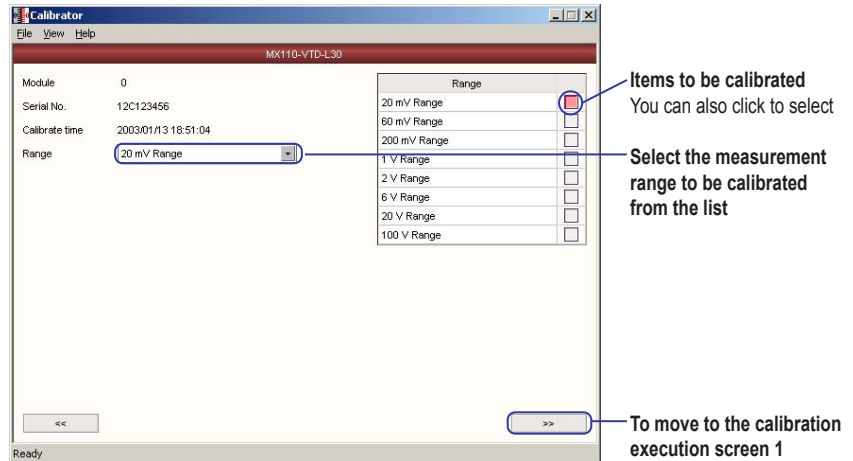 Calibrator
File View Help
MX110-VTD-L30
Module 0
Serial No. 12C123456
Calibrate time 2003/01/13 18:51:04
Range 20 mV Range
Range
20 mV Range
60 mV Range
200 mV Range
1 V Range
2 V Range
6 V Range
20 V Range
100 V Range
<<
>>
Ready
Items to be calibrated
You can also click to select
Select the measurement
range to be calibrated
from the list
To move to the calibration
execution screen 1